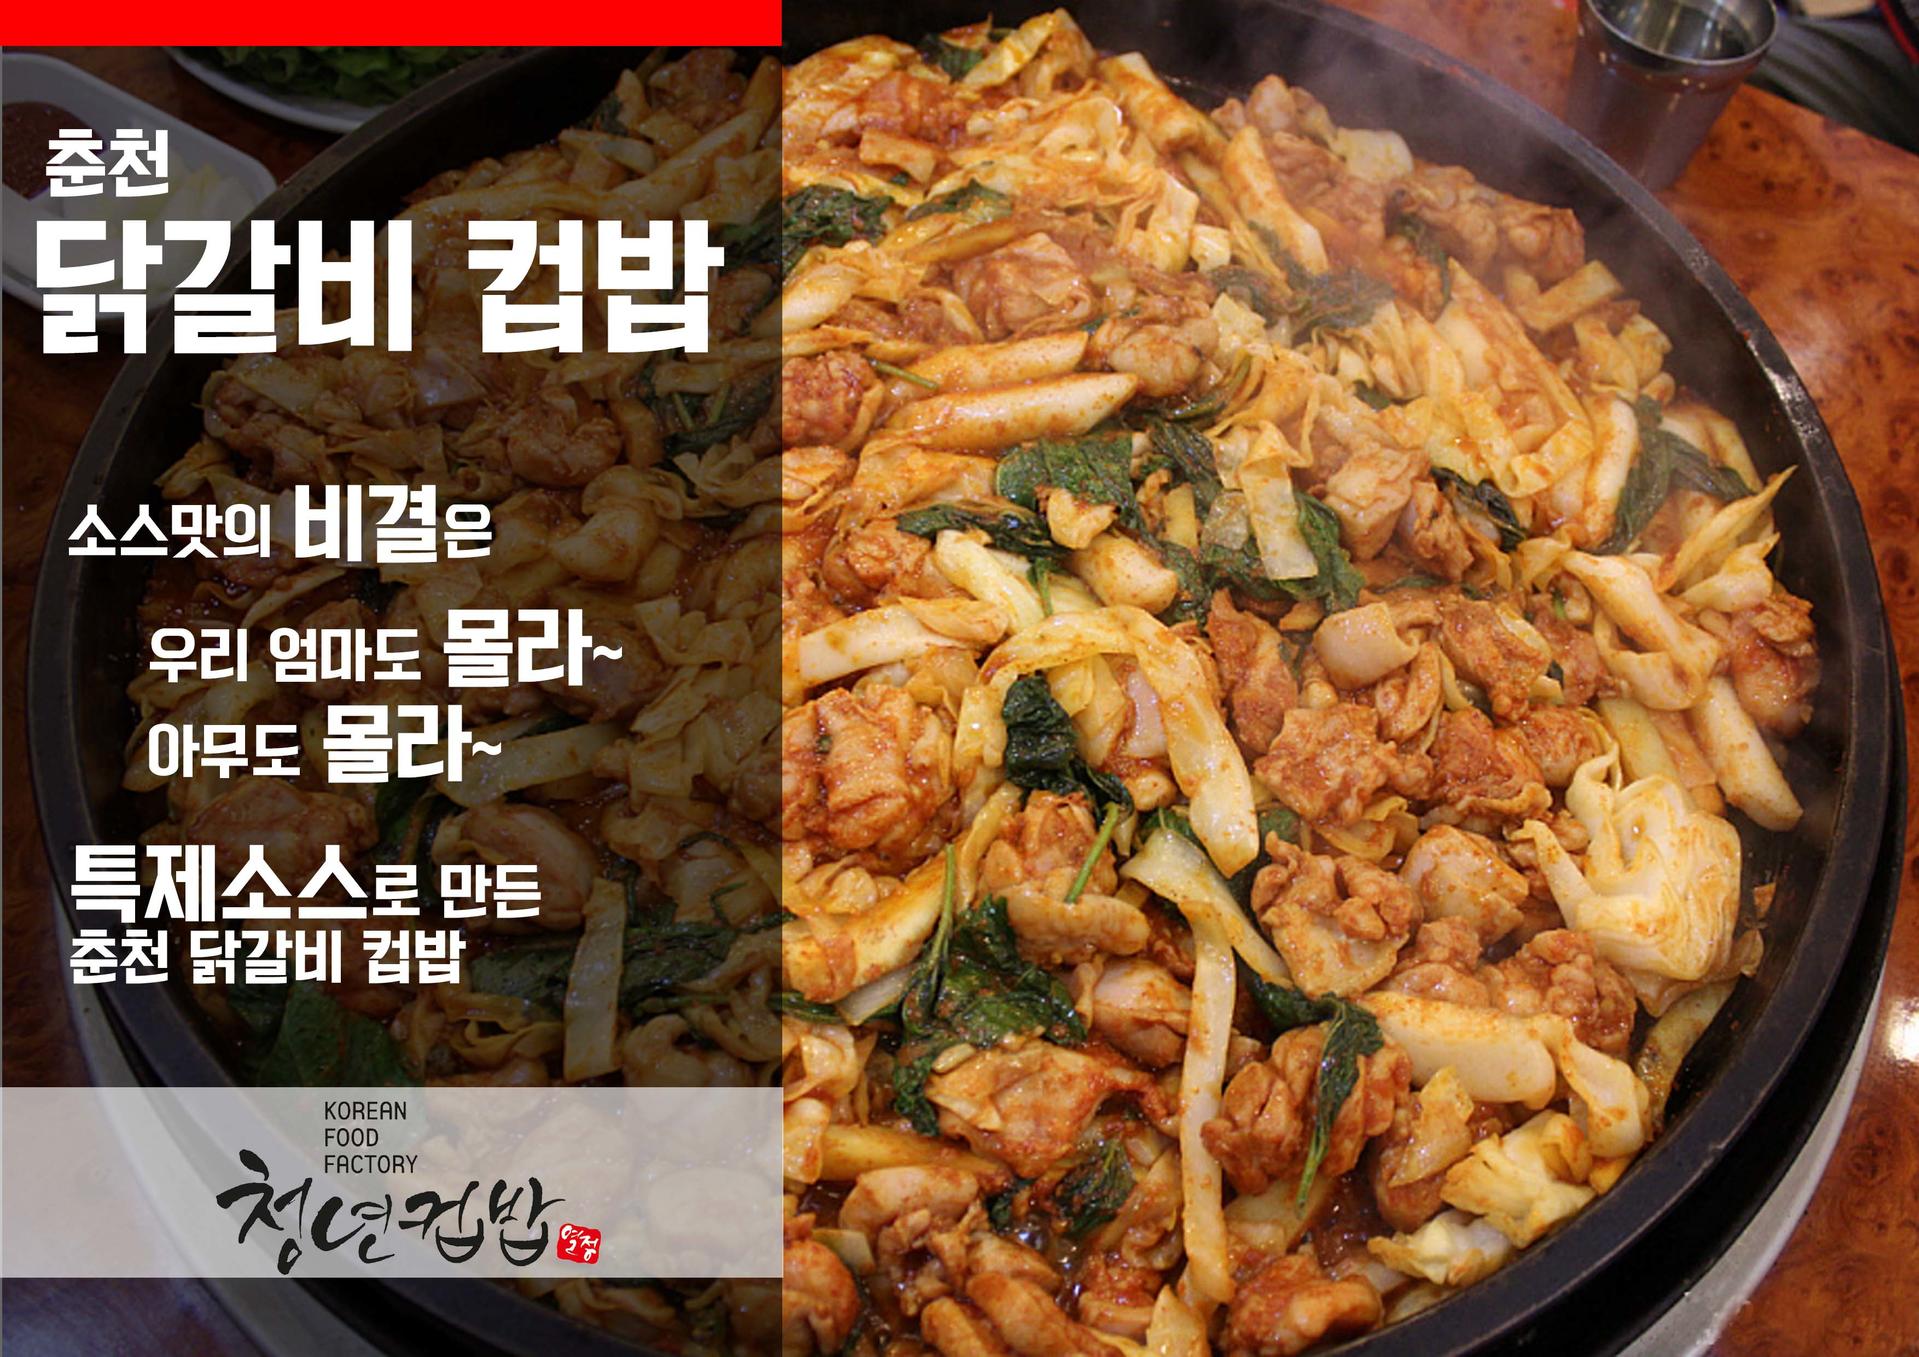 춘천
닭갈비 컵밥
소스맛의 비결은
우리 엄마도 몰라~
아무도 몰라~
특제소스로 만든
춘천 닭갈비 컵밥
KOREAN
FOOD
FACTORY
청년컵밥
열정